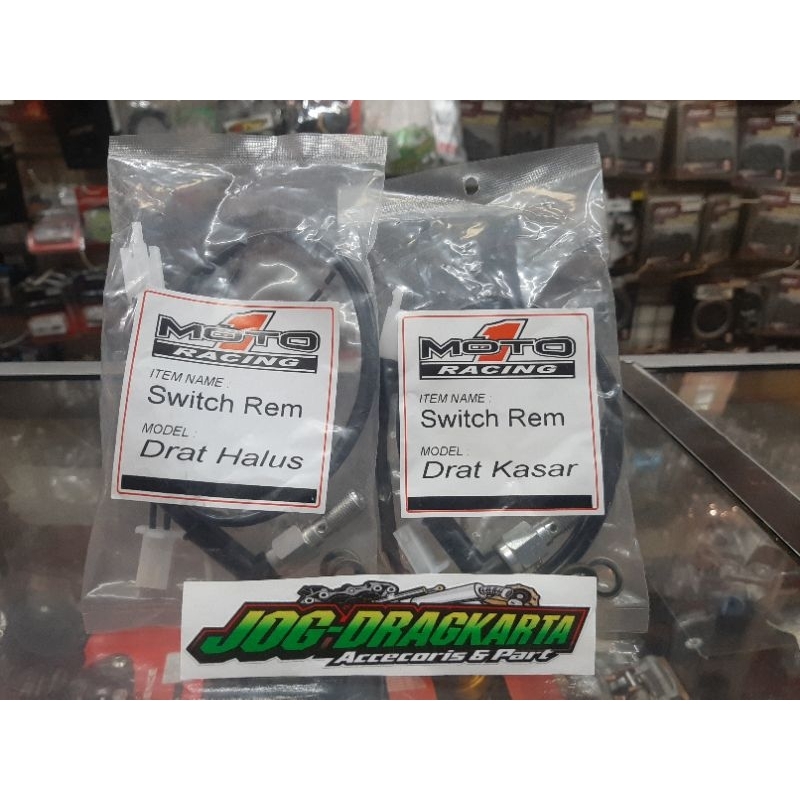 MOTO 1
RACING
ITEM NAME :
Switch Rem
MODEL :
Drat Halus
MOTO 1
RACING
ITEM NAME :
Switch Rem
MODEL :
Drat Kasar
JOG-DRAGKARTA
Accecoris & Part